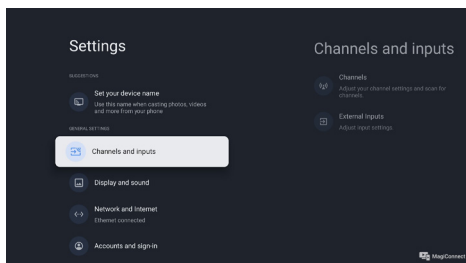 Settings
SUGGESTIONS
Set your device name
Use this name when casting photos, videos
and more from your phone
GENERAL SETTINGS
Channels and inputs
Display and sound
Network and Internet
Ethernet connected
Accounts and sign-in
Channels and inputs
Channels
Adjust your channel settings and scan for
channels.
External Inputs
Adjust input settings.
MagiConnect